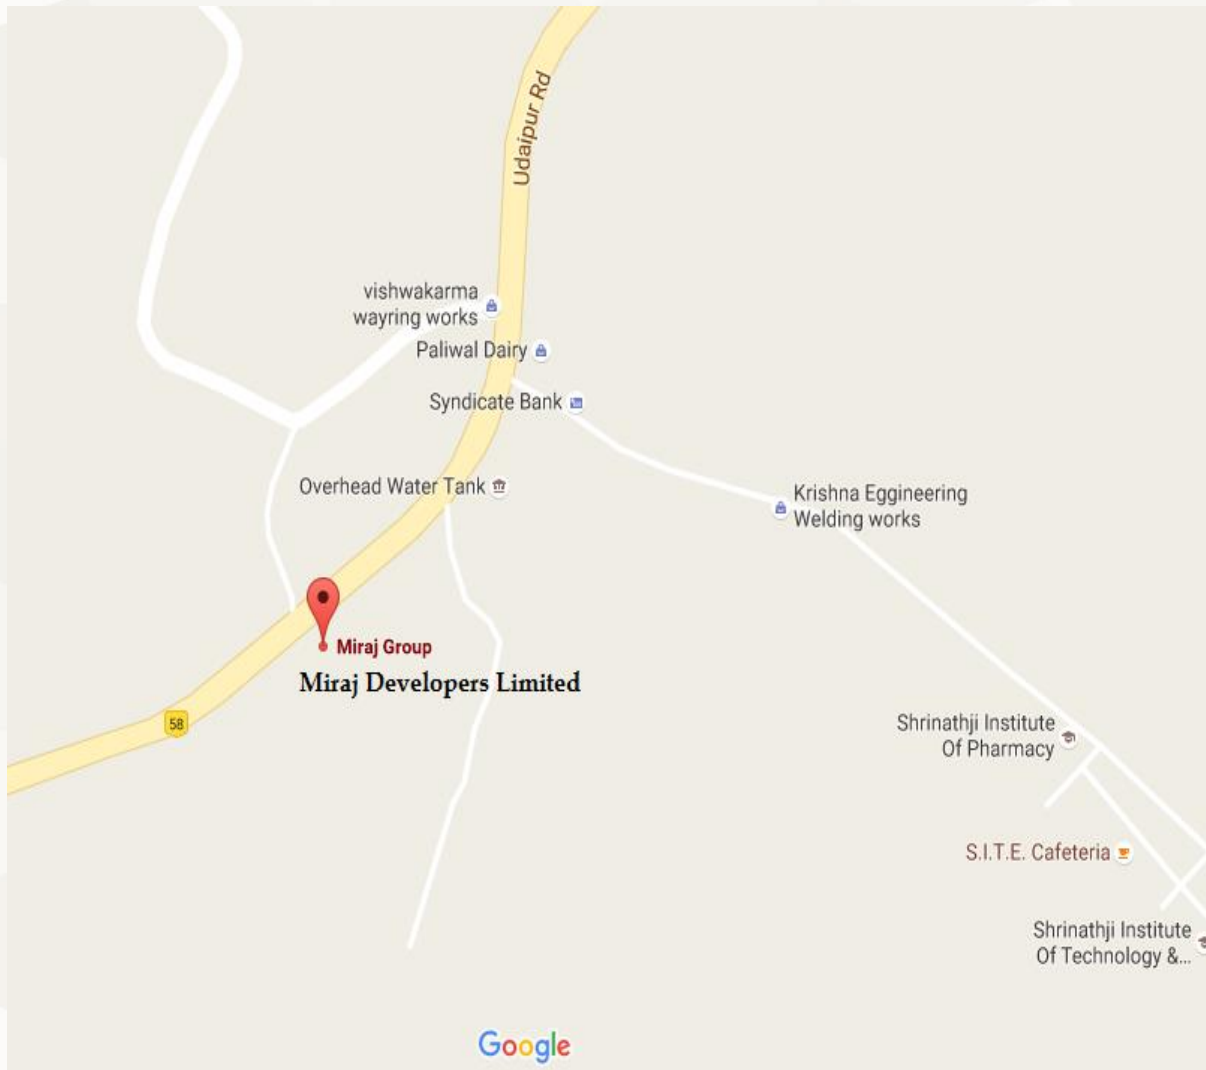 Udaipur Rd
vishwakarma
wayring works
Paliwal Dairy
Syndicate Bank
Overhead Water Tank
Krishna Eggineering
Welding works
Miraj Group
Miraj Developers Limited
58
Shrinathji Institute
Of Pharmacy
S.I.T.E. Cafeteria
Shrinathji Institute
Of Technology &...
Google